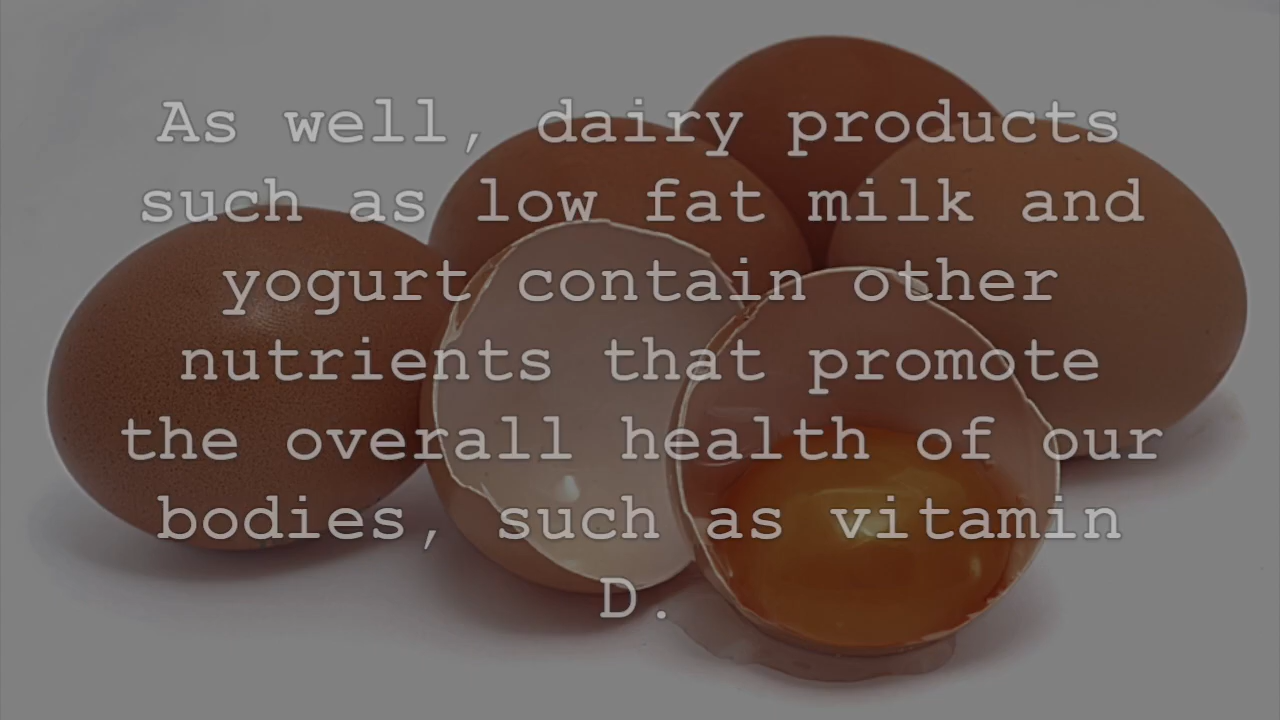 As well, dairy products
such as low fat milk and
yogurt contain other
nutrients that promote
the overall health of our
bodies, such as vitamin
D.